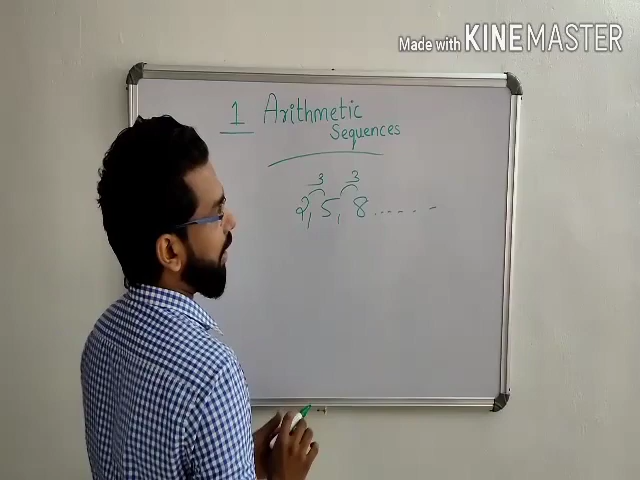 Made with KINEMASTER
1 Arithmetic
Sequences
3 3
2, 5, 8......